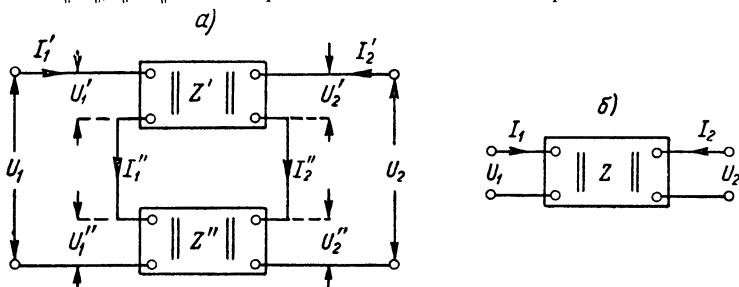 а)
I₁′ I₂′
U₁′ ‖ Z′ ‖ U₂′
U₁ I₁″ I₂″ U₂
U₁″ ‖ Z″ ‖ U₂″
б)
I₁ I₂
U₁ ‖ Z ‖ U₂